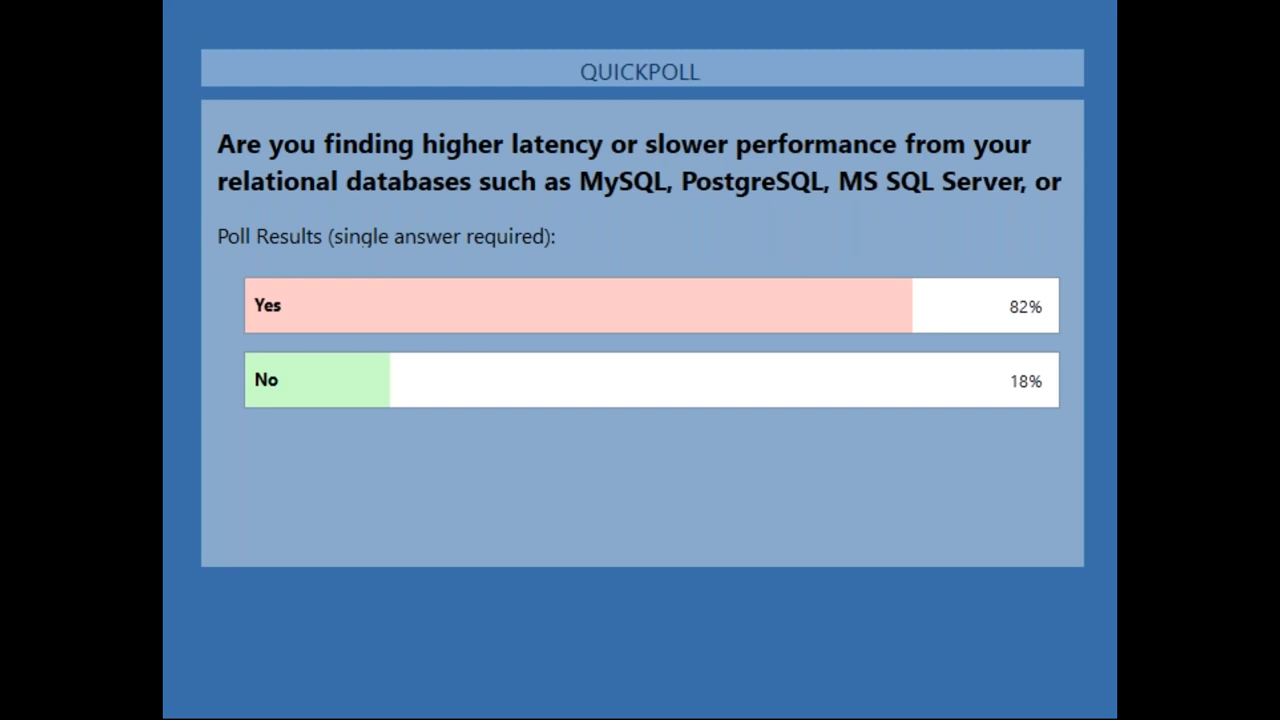 QUICKPOLL
Are you finding higher latency or slower performance from your
relational databases such as MySQL, PostgreSQL, MS SQL Server, or
Poll Results (single answer required):
Yes 82%
No 18%